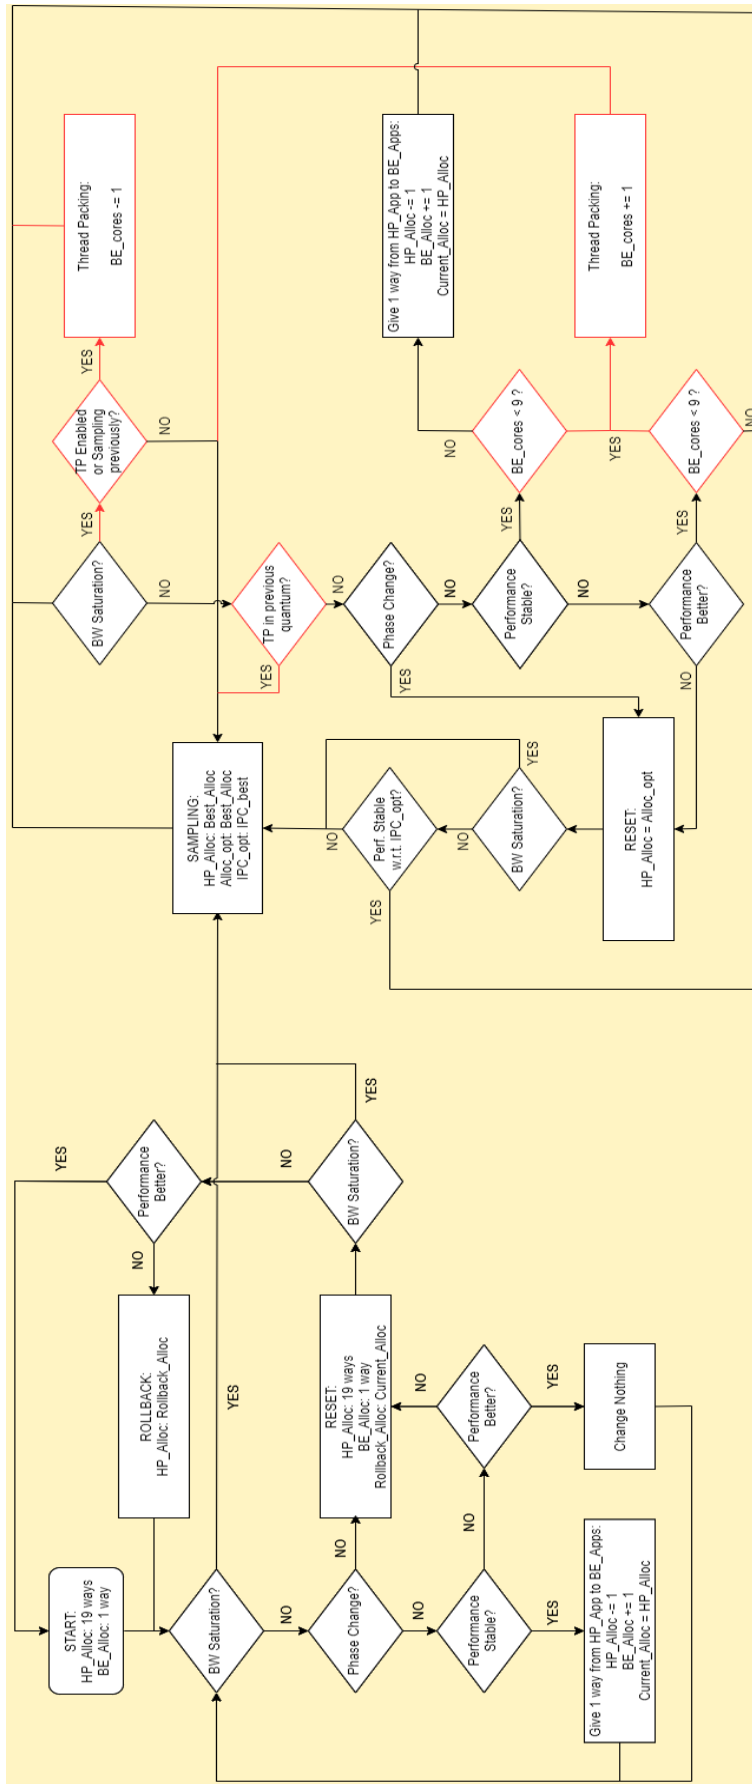 START:
HP_Alloc: 19 ways
BE_Alloc: 1 way
BW Saturation?
YES
NO
Phase Change?
NO
NO
Performance
Stable?
NO
YES
Give 1 way from HP_App to BE_Apps:
HP_Alloc -= 1
BE_Alloc += 1
Current_Alloc = HP_Alloc
ROLLBACK:
HP_Alloc: Rollback_Alloc
RESET:
HP_Alloc: 19 ways
BE_Alloc: 1 way
Rollback_Alloc: Current_Alloc
Performance
Better?
NO
YES
Change Nothing
Performance
Better?
YES
NO
BW Saturation?
NO
YES
SAMPLING:
HP_Alloc: Best_Alloc
Alloc_opt: Best_Alloc
IPC_opt: IPC_best
Perf. Stable
w.r.t. IPC_opt?
NO
YES
BW Saturation?
YES
NO
RESET:
HP_Alloc = Alloc_opt
BW Saturation?
YES
NO
TP in previous
quantum?
YES
NO
Phase Change?
YES
NO
Performance
Stable?
YES
NO
Performance
Better?
YES
NO
TP Enabled
or Sampling
previously?
YES
NO
BE_cores < 9 ?
NO
YES
BE_cores < 9 ?
NO
Thread Packing:
BE_cores -= 1
Give 1 way from HP_App to BE_Apps:
HP_Alloc -= 1
BE_Alloc += 1
Current_Alloc = HP_Alloc
Thread Packing:
BE_cores += 1